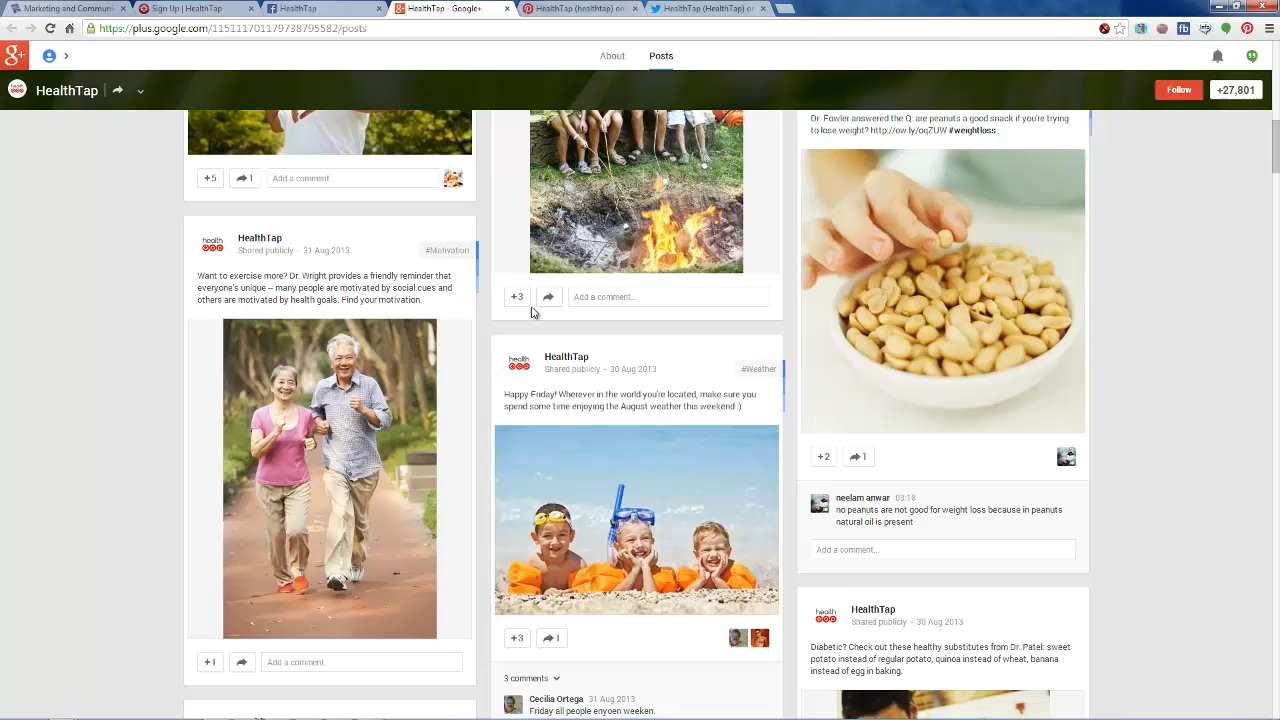 Marketing and Communic
Sign Up | HealthTap
HealthTap
HealthTap - Google+
HealthTap (healthtap) on
HealthTap (HealthTap) or
https://plus.google.com/115111701179738795582/posts
About
Posts
HealthTap
Follow
+27,801
+5
1
Add a comment...
HealthTap
Shared publicly - 31 Aug 2013
#Motivation
Want to exercise more? Dr. Wright provides a friendly reminder that
everyone's unique -- many people are motivated by social cues and
others are motivated by health goals. Find your motivation.
+1
Add a comment
+3
Add a comment...
HealthTap
Shared publicly - 30 Aug 2013
#Weather
Happy Friday! Wherever in the world you're located, make sure you
spend some time enjoying the August weather this weekend :)
+3
1
3 comments
Cecilia Ortega 31 Aug 2013
Friday all people enyoen weeken.
Dr. Fowler answered the Q: are peanuts a good snack if you're trying
to lose weight? http://ow.ly/oqZUW #weightloss
+2
1
neelam anwar 03:18
no peanuts are not good for weight loss because in peanuts
natural oil is present
Add a comment...
HealthTap
Shared publicly - 30 Aug 2013
Diabetic? Check out these healthy substitutes from Dr. Patel: sweet
potato instead of regular potato, quinoa instead of wheat, banana
instead of egg in baking.